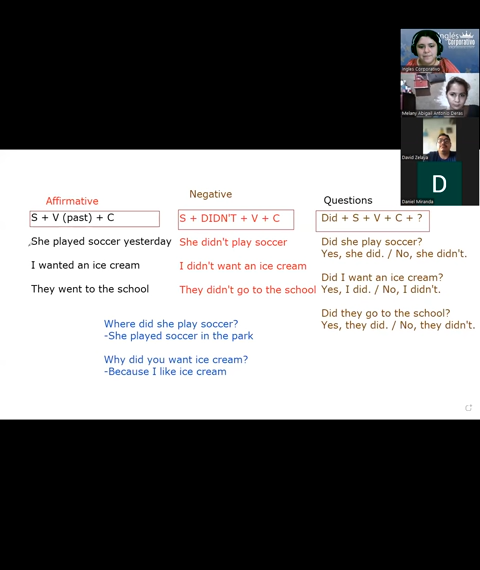 Inglés
Corporativo
Inglés Corporativo
Melany Abigail Antonio Deras
David Zelaya
D
Daniel Miranda
Affirmative
Negative
Questions
S + V (past) + C
S + DIDN'T + V + C
Did + S + V + C + ?
She played soccer yesterday
She didn't play soccer
Did she play soccer?
Yes, she did. / No, she didn't.
I wanted an ice cream
I didn't want an ice cream
Did I want an ice cream?
Yes, I did. / No, I didn't.
They went to the school
They didn't go to the school
Did they go to the school?
Yes, they did. / No, they didn't.
Where did she play soccer?
-She played soccer in the park
Why did you want ice cream?
-Because I like ice cream